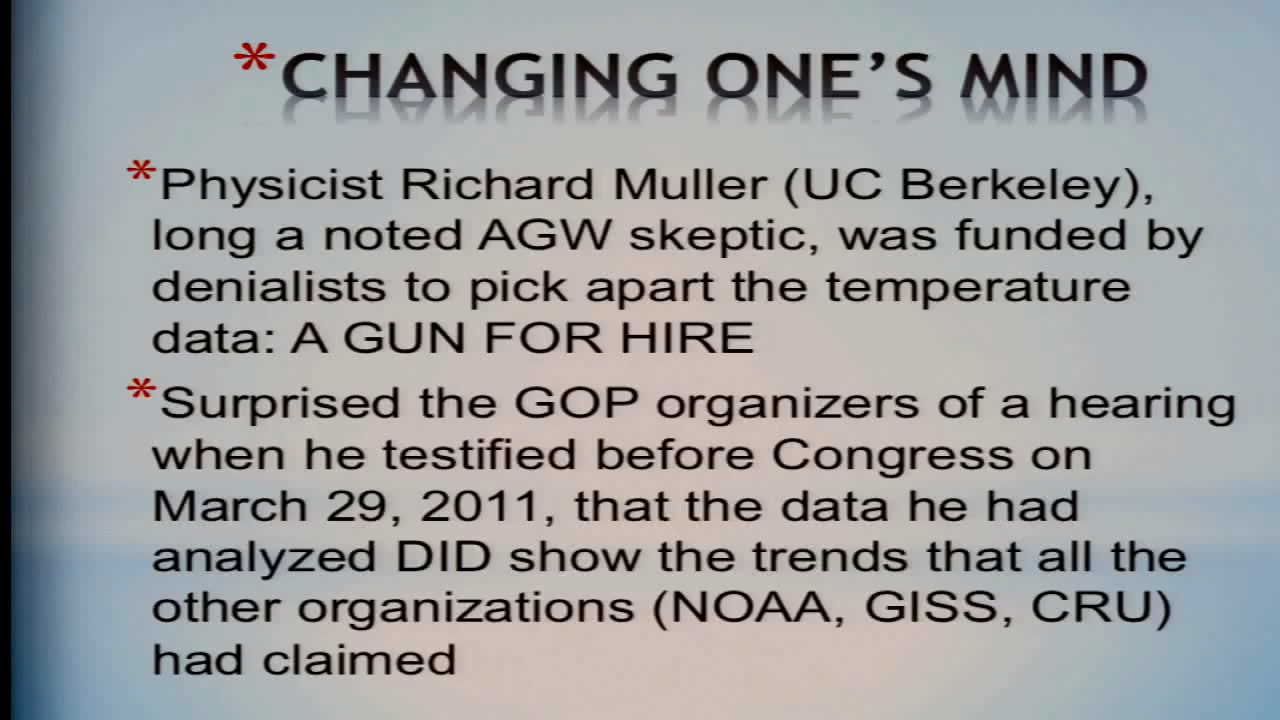 *CHANGING ONE'S MIND
*Physicist Richard Muller (UC Berkeley),
long a noted AGW skeptic, was funded by
denialists to pick apart the temperature
data: A GUN FOR HIRE
*Surprised the GOP organizers of a hearing
when he testified before Congress on
March 29, 2011, that the data he had
analyzed DID show the trends that all the
other organizations (NOAA, GISS, CRU)
had claimed